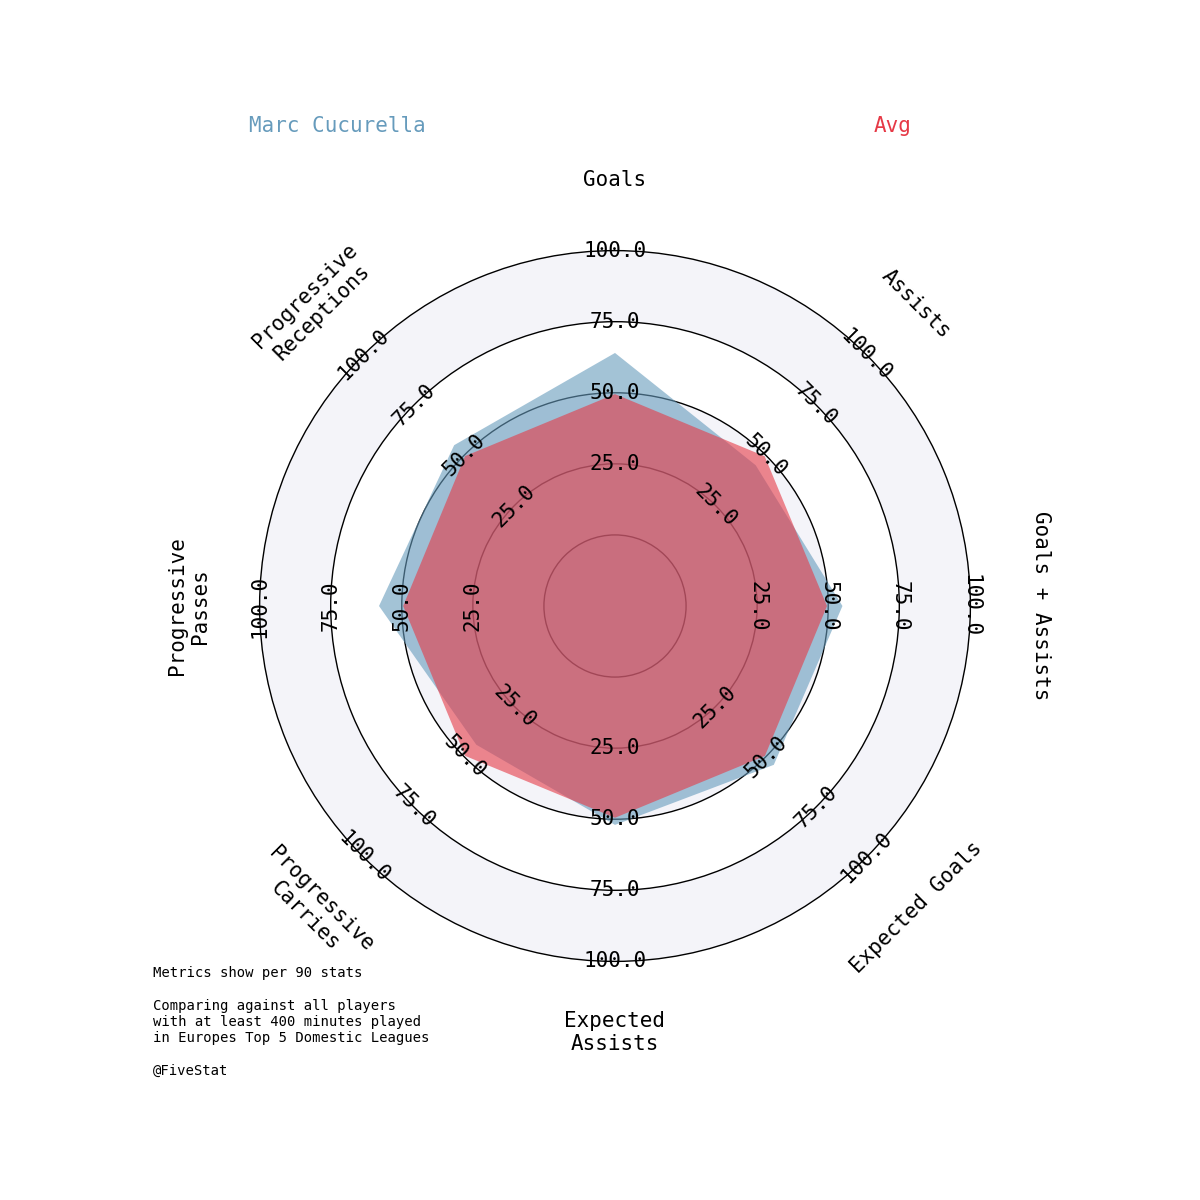 Marc Cucurella
Avg
Goals
Assists
Goals + Assists
Expected Goals
Expected
Assists
Progressive
Carries
Progressive
Passes
Progressive
Receptions
25.0
50.0
75.0
100.0
25.0
50.0
75.0
100.0
25.0
50.0
75.0
100.0
25.0
50.0
75.0
100.0
25.0
50.0
75.0
100.0
25.0
50.0
75.0
100.0
25.0
50.0
75.0
100.0
25.0
50.0
75.0
100.0
Metrics show per 90 stats
Comparing against all players
with at least 400 minutes played
in Europes Top 5 Domestic Leagues
@FiveStat